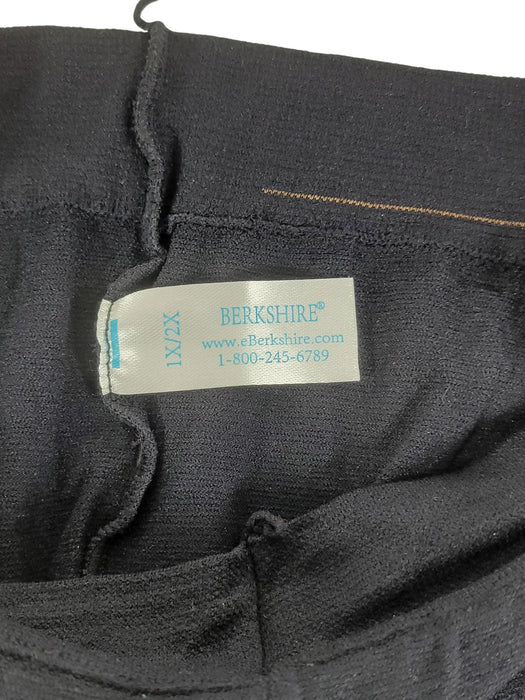 BERKSHIRE®
www.eBerkshire.com
1-800-245-6789
1X/2X